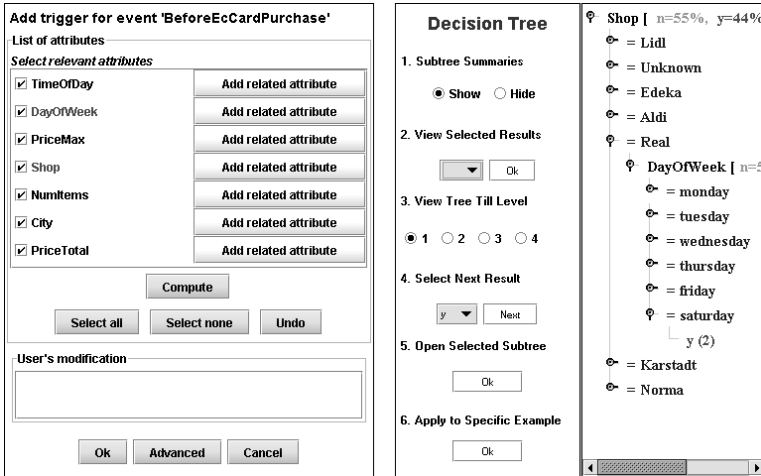 Add trigger for event 'BeforeEcCardPurchase'
List of attributes
Select relevant attributes
TimeOfDay Add related attribute
DayOfWeek Add related attribute
PriceMax Add related attribute
Shop Add related attribute
NumItems Add related attribute
City Add related attribute
PriceTotal Add related attribute
Compute
Select all Select none Undo
User's modification
Ok Advanced Cancel
Decision Tree
1. Subtree Summaries
Show Hide
2. View Selected Results
Ok
3. View Tree Till Level
1 2 3 4
4. Select Next Result
y Next
5. Open Selected Subtree
Ok
6. Apply to Specific Example
Ok
Shop [ n=55%, y=44%
= Lidl
= Unknown
= Edeka
= Aldi
= Real
DayOfWeek [ n=5
= monday
= tuesday
= wednesday
= thursday
= friday
= saturday
y (2)
= Karstadt
= Norma